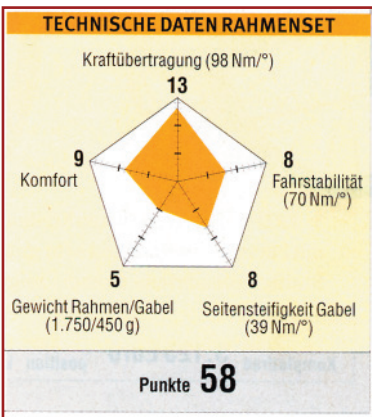 TECHNISCHE DATEN RAHMENSET
Kraftübertragung (98 Nm/°)
13
9
Komfort
8
Fahrstabilität
(70 Nm/°)
5
Gewicht Rahmen/Gabel
(1.750/450 g)
8
Seitensteifigkeit Gabel
(39 Nm/°)
Punkte 58